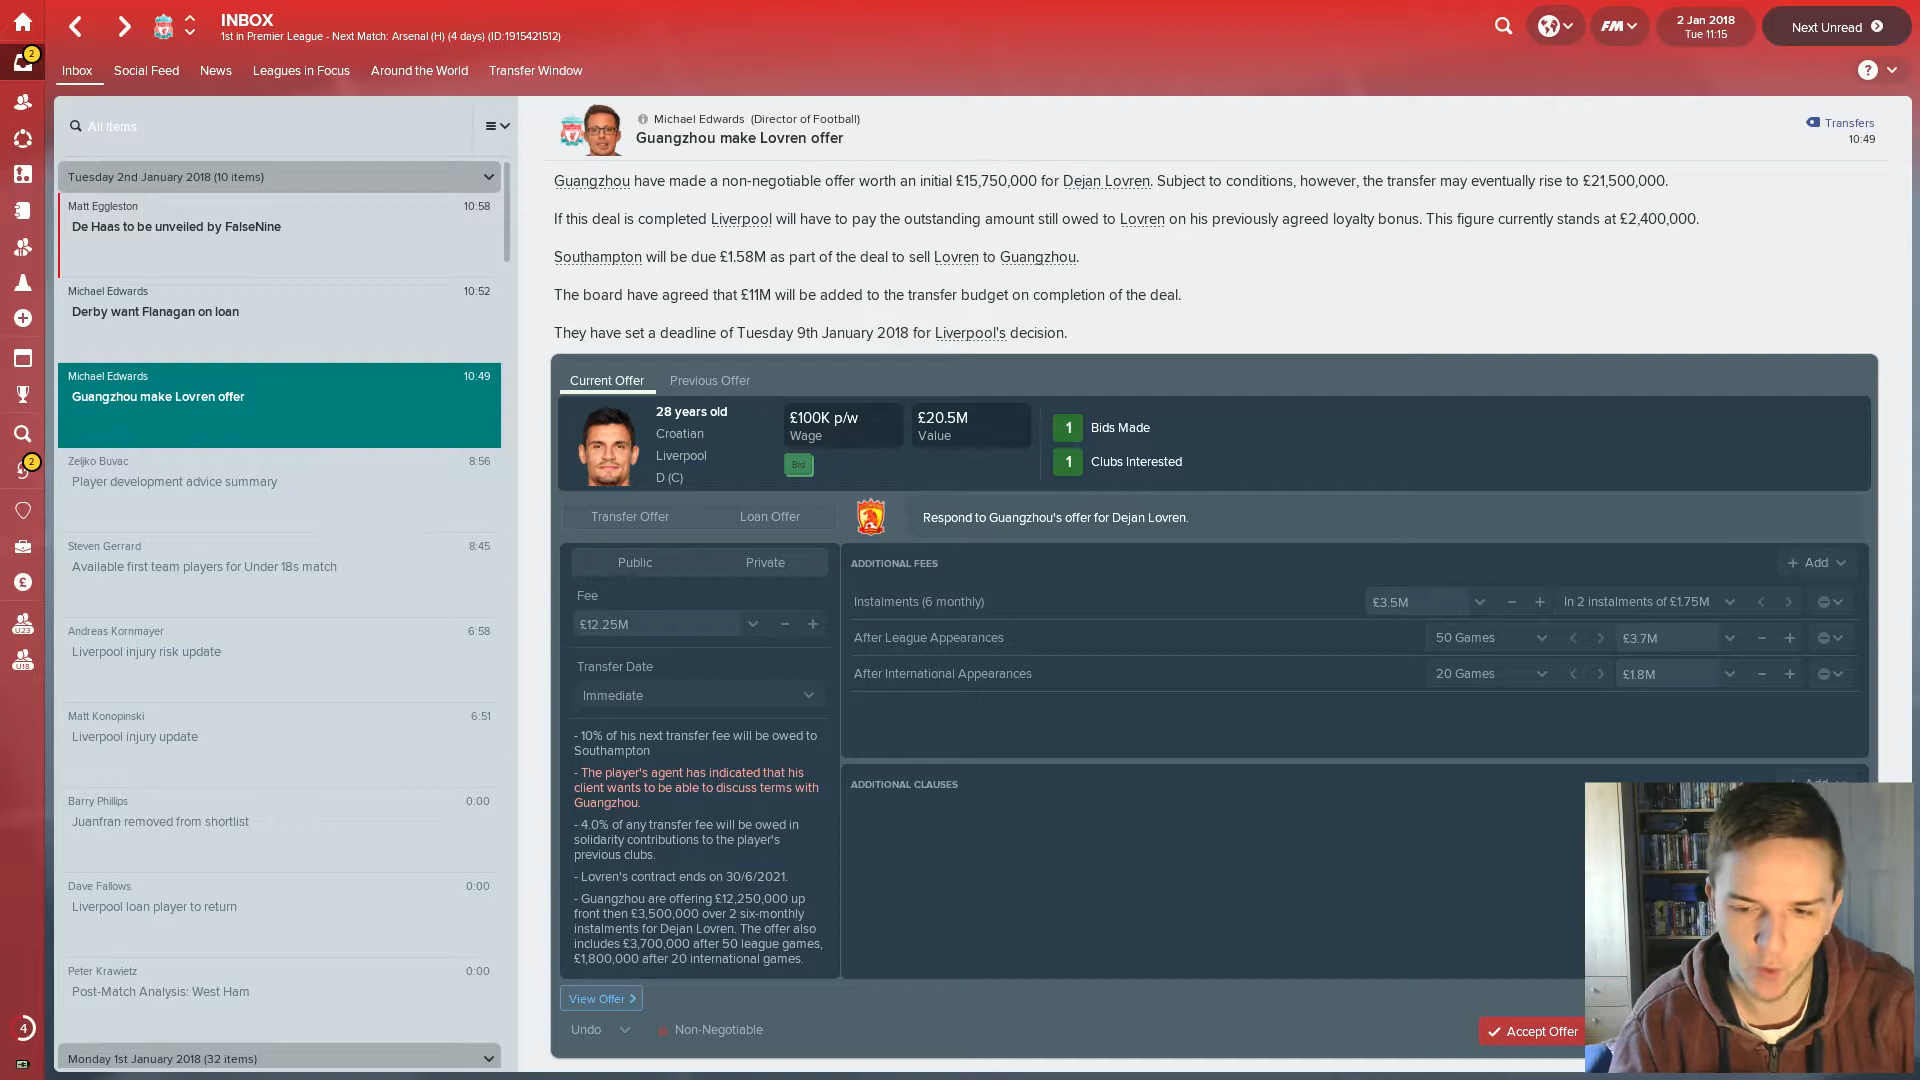 INBOX
1st in Premier League - Next Match: Arsenal (H) (4 days) (ID:1915421512)
FM
2 Jan 2018
Tue 11:15
Next Unread
2
Inbox
Social Feed
News
Leagues in Focus
Around the World
Transfer Window
?
All Items
Tuesday 2nd January 2018 (10 items)
Matt Eggleston 10:58
De Haas to be unveiled by FalseNine
Michael Edwards 10:52
Derby want Flanagan on loan
Michael Edwards 10:49
Guangzhou make Lovren offer
Zeljko Buvac 8:56
Player development advice summary
Steven Gerrard 8:45
Available first team players for Under 18s match
Andreas Kornmayer 6:58
Liverpool injury risk update
Matt Konopinski 6:51
Liverpool injury update
Barry Phillips 0:00
Juanfran removed from shortlist
Dave Fallows 0:00
Liverpool loan player to return
Peter Krawietz 0:00
Post-Match Analysis: West Ham
Monday 1st January 2018 (32 items)
2
£
U23
U18
4
Michael Edwards (Director of Football)
Guangzhou make Lovren offer
Transfers
10:49
Guangzhou have made a non-negotiable offer worth an initial £15,750,000 for Dejan Lovren. Subject to conditions, however, the transfer may eventually rise to £21,500,000.
If this deal is completed Liverpool will have to pay the outstanding amount still owed to Lovren on his previously agreed loyalty bonus. This figure currently stands at £2,400,000.
Southampton will be due £1.58M as part of the deal to sell Lovren to Guangzhou.
The board have agreed that £11M will be added to the transfer budget on completion of the deal.
They have set a deadline of Tuesday 9th January 2018 for Liverpool's decision.
Current Offer
Previous Offer
28 years old
Croatian
Liverpool
D (C)
£100K p/w
Wage
£20.5M
Value
Bid
1 Bids Made
1 Clubs Interested
Transfer Offer
Loan Offer
Respond to Guangzhou's offer for Dejan Lovren.
Public
Private
Fee
£12.25M
Transfer Date
Immediate
- 10% of his next transfer fee will be owed to
Southampton
- The player's agent has indicated that his
client wants to be able to discuss terms with
Guangzhou.
- 4.0% of any transfer fee will be owed in
solidarity contributions to the player's
previous clubs.
- Lovren's contract ends on 30/6/2021.
- Guangzhou are offering £12,250,000 up
front then £3,500,000 over 2 six-monthly
instalments for Dejan Lovren. The offer also
includes £3,700,000 after 50 league games,
£1,800,000 after 20 international games.
ADDITIONAL FEES
Add
Instalments (6 monthly) £3.5M In 2 instalments of £1.75M
After League Appearances 50 Games £3.7M
After International Appearances 20 Games £1.8M
ADDITIONAL CLAUSES
Add
View Offer
Undo
Non-Negotiable
Accept Offer